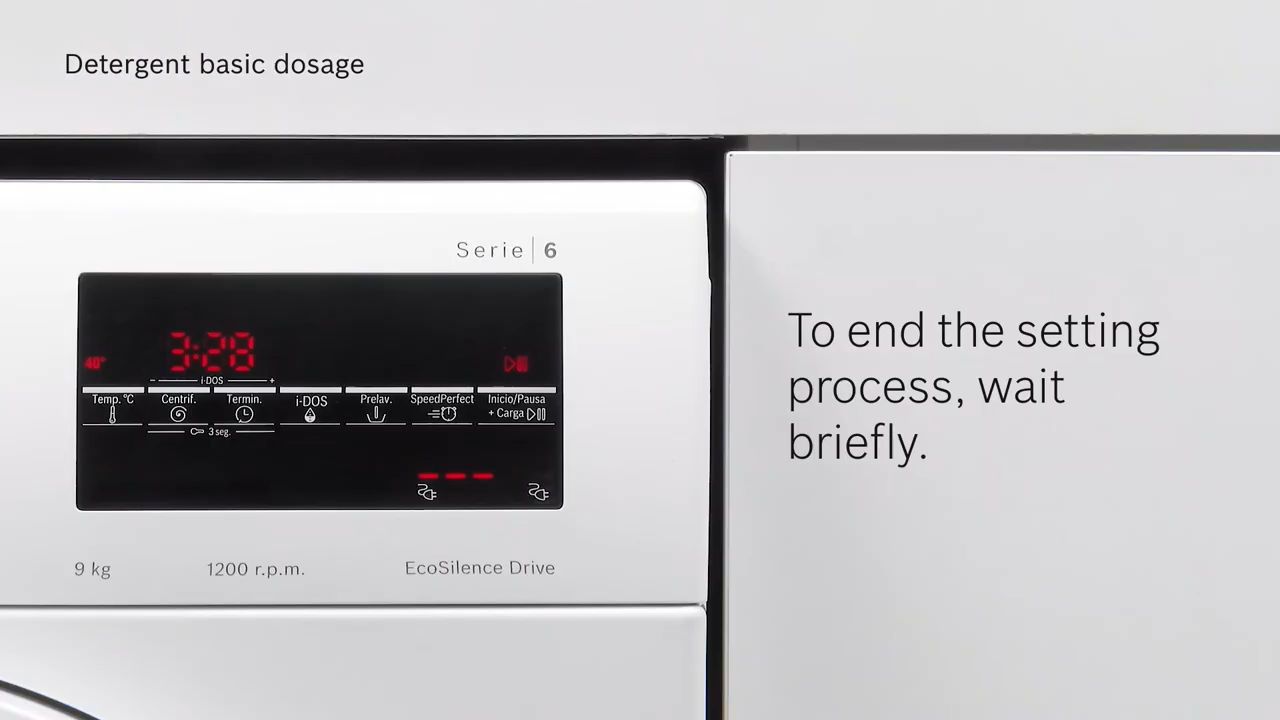 Detergent basic dosage
Serie | 6
3:28
40°
− i-DOS +
Temp. °C Centrif. Termin. i-DOS Prelav. SpeedPerfect Inicio/Pausa
+ Carga
3 seg.
---
To end the setting
process, wait
briefly.
9 kg 1200 r.p.m. EcoSilence Drive